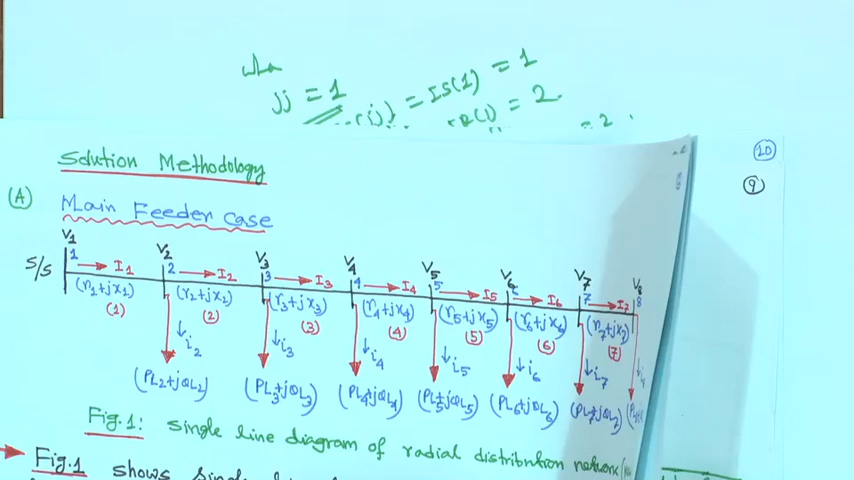 jj = 1
= IS(1) = 1
= 2
= 2
20
9
Solution Methodology
(A) Main Feeder case
V1 V2 V3 V4 V5 V6 V7 V8
S/S 1 2 3 4 5 6 7 8
I1 I2 I3 I4 I5 I6 I7
(r1+jx1) (r2+jx2) (r3+jx3) (r4+jx4) (r5+jx5) (r6+jx6) (r7+jx7)
(1) (2) (3) (4) (5) (6) (7)
i2 i3 i4 i5 i6 i7
(PL2+jQL2) (PL3+jQL3) (PL4+jQL4) (PL5+jQL5) (PL6+jQL6) (PL7+jQL7)
Fig.1: Single line diagram of radial distribution network
Fig.1 shows single